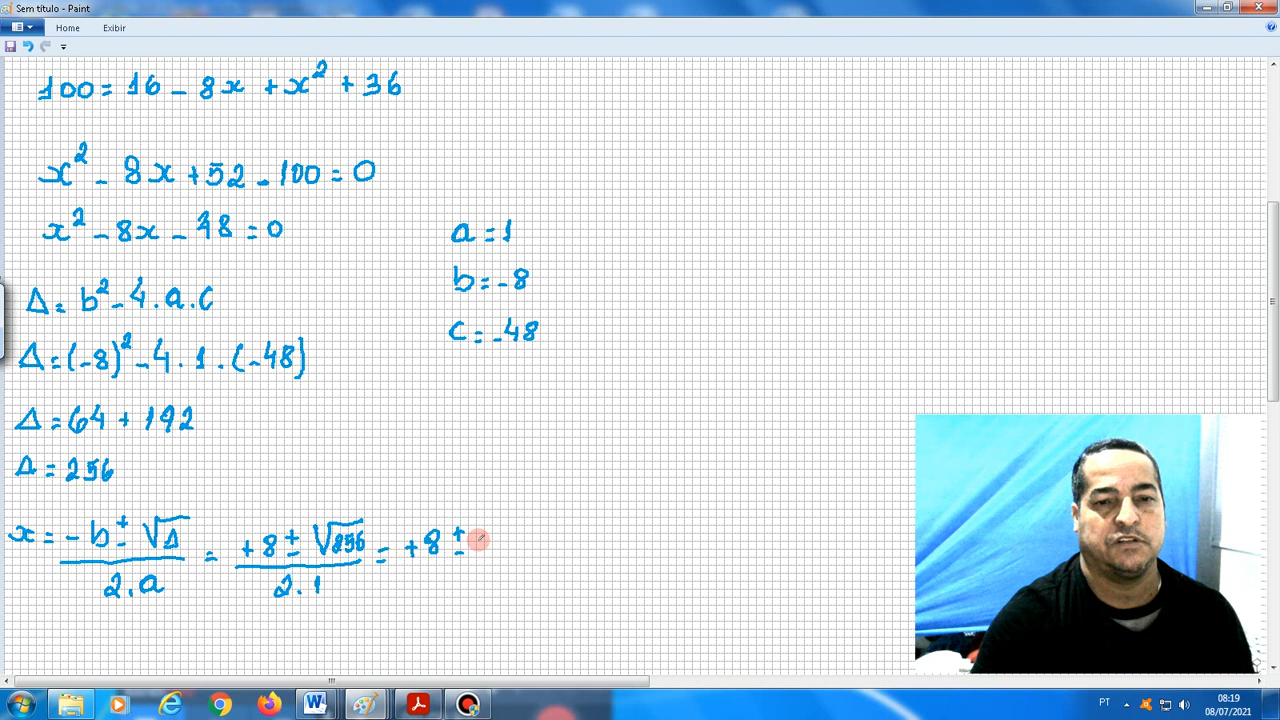 Sem título - Paint
Home Exibir
100 = 16 - 8x + x² + 36
x² - 8x + 52 - 100 = 0
x² - 8x - 48 = 0
a = 1
b = -8
c = -48
Δ = b² - 4 . a . c
Δ = (-8)² - 4 . 1 . (-48)
Δ = 64 + 192
Δ = 256
x = -b ± √Δ / 2.a = +8 ± √256 / 2.1 = +8 ±
PT
08:19
08/07/2021